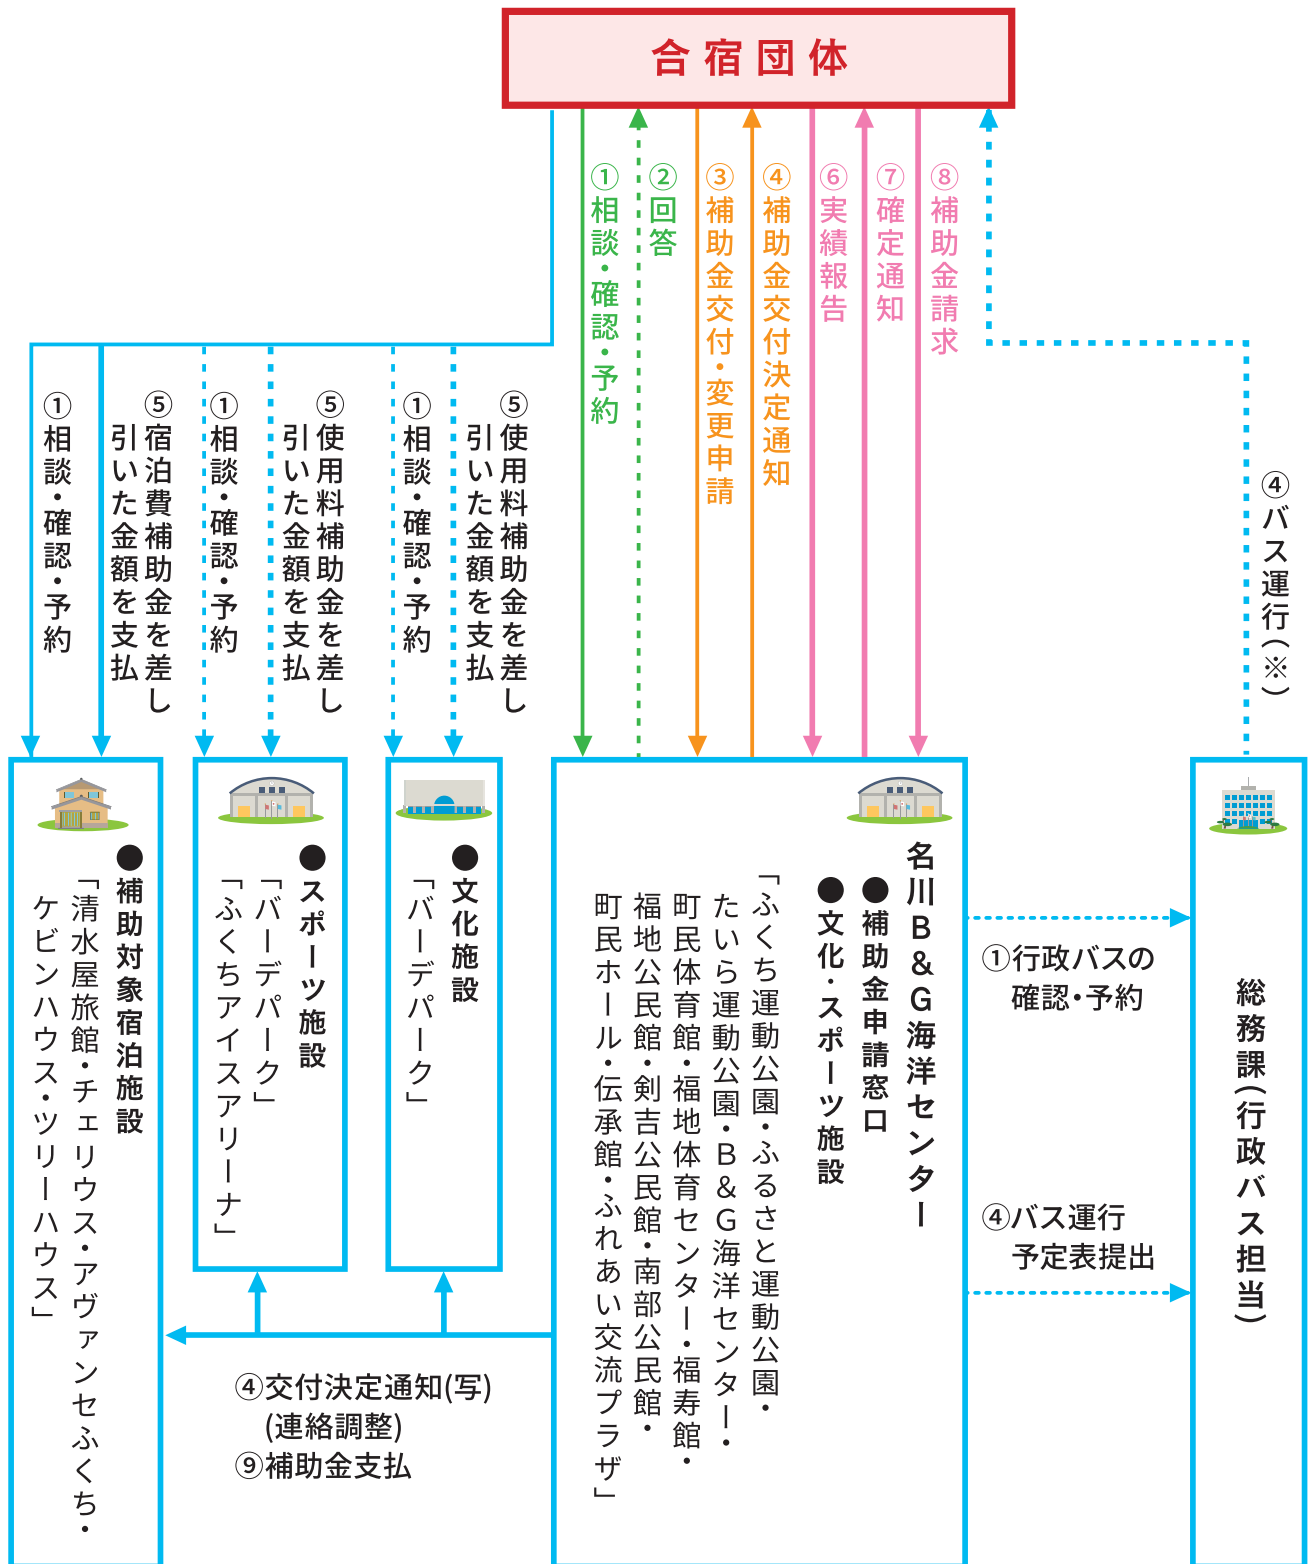 合宿団体
①相談・確認・予約
②回答
③補助金交付・変更申請
④補助金交付決定通知
⑥実績報告
⑦確定通知
⑧補助金請求
④バス運行(※)
⑤使用料補助金を差し
引いた金額を支払
①相談・確認・予約
⑤使用料補助金を差し
引いた金額を支払
①相談・確認・予約
⑤宿泊費補助金を差し
引いた金額を支払
①相談・確認・予約
総務課(行政バス担当)
①行政バスの
確認・予約
④バス運行
予定表提出
名川B&G海洋センター
●補助金申請窓口
●文化・スポーツ施設
「ふくち運動公園・ふるさと運動公園・
たいら運動公園・B&G海洋センター・
町民体育館・福地体育センター・福寿館・
福地公民館・剣吉公民館・南部公民館・
町民ホール・伝承館・ふれあい交流プラザ」
●文化施設
「バーデパーク」
●スポーツ施設
「バーデパーク」
「ふくちアイスアリーナ」
●補助対象宿泊施設
「清水屋旅館・チェリウス・アヴァンセふくち・
ケビンハウス・ツリーハウス」
④交付決定通知(写)
(連絡調整)
⑨補助金支払